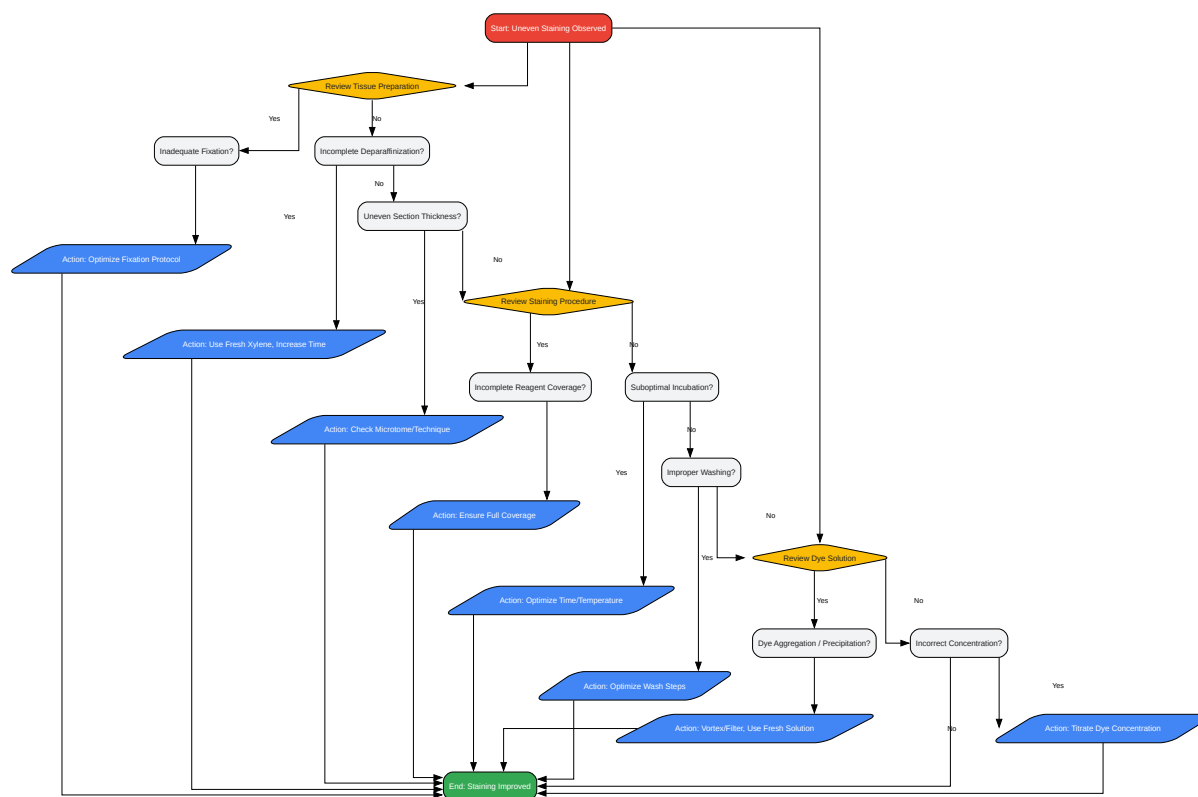 Start: Uneven Staining Observed
Review Tissue Preparation
Yes
No
Inadequate Fixation?
Incomplete Deparaffinization?
No
Yes
Uneven Section Thickness?
No
Action: Optimize Fixation Protocol
Yes
Review Staining Procedure
Action: Use Fresh Xylene, Increase Time
Yes
No
Incomplete Reagent Coverage?
Suboptimal Incubation?
Action: Check Microtome/Technique
No
Yes
Improper Washing?
Action: Ensure Full Coverage
No
Yes
Review Dye Solution
Action: Optimize Time/Temperature
Yes
No
Dye Aggregation / Precipitation?
Incorrect Concentration?
Action: Optimize Wash Steps
Yes
Action: Vortex/Filter, Use Fresh Solution
No
Action: Titrate Dye Concentration
End: Staining Improved